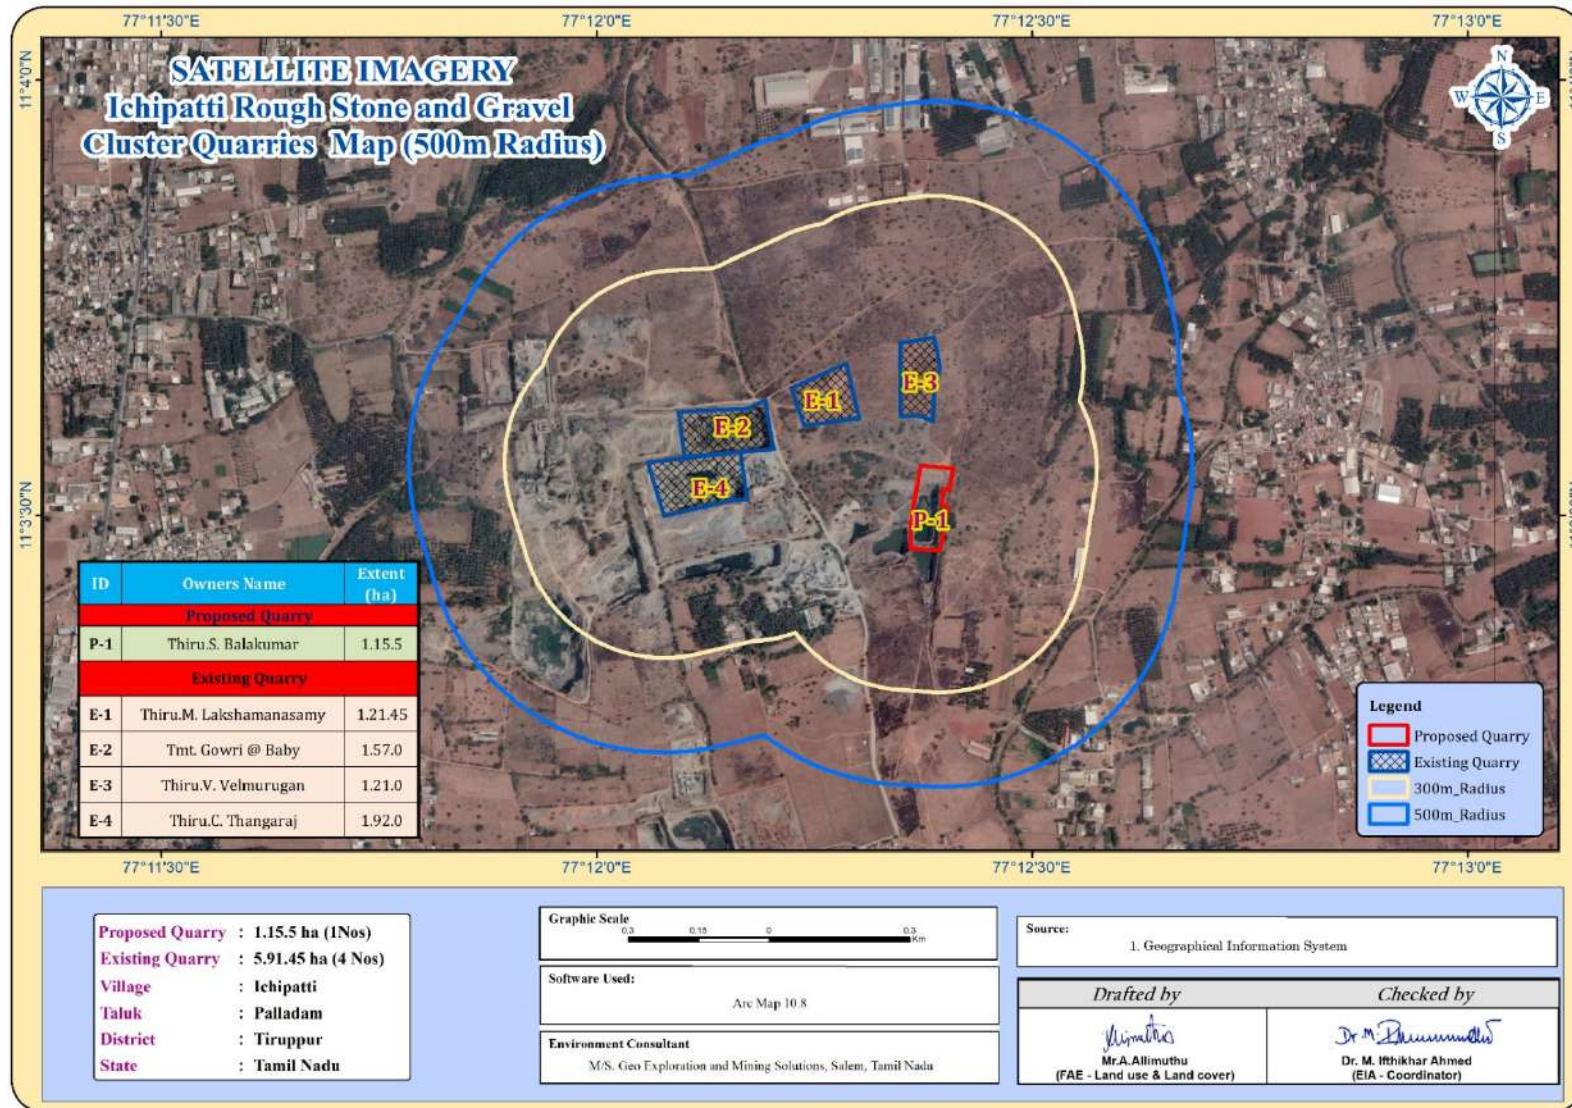 77°11'30"E 77°12'0"E 77°12'30"E 77°13'0"E
11°4'0"N
SATELLITE IMAGERY
Ichipatti Rough Stone and Gravel
Cluster Quarries Map (500m Radius)
N
W E
S
E-3
E-1
E-2
E-4
P-1
11°3'30"N
ID Owners Name Extent (ha)
Proposed Quarry
P-1 Thiru.S. Balakumar 1.15.5
Existing Quarry
E-1 Thiru.M. Lakshamanasamy 1.21.45
E-2 Tmt. Gowri @ Baby 1.57.0
E-3 Thiru.V. Velmurugan 1.21.0
E-4 Thiru.C. Thangaraj 1.92.0
Legend
Proposed Quarry
Existing Quarry
300m_Radius
500m_Radius
77°11'30"E 77°12'0"E 77°12'30"E 77°13'0"E
Proposed Quarry : 1.15.5 ha (1Nos)
Existing Quarry : 5.91.45 ha (4 Nos)
Village : Ichipatti
Taluk : Palladam
District : Tiruppur
State : Tamil Nadu
Graphic Scale
0.3 0.15 0 0.3
Km
Software Used:
Arc Map 10.8
Environment Consultant
M/S. Geo Exploration and Mining Solutions, Salem, Tamil Nadu
Source:
1. Geographical Information System
Drafted by Checked by
Mr.A.Allimuthu
(FAE - Land use & Land cover)
Dr. M. Ifthikhar Ahmed
(EIA - Coordinator)